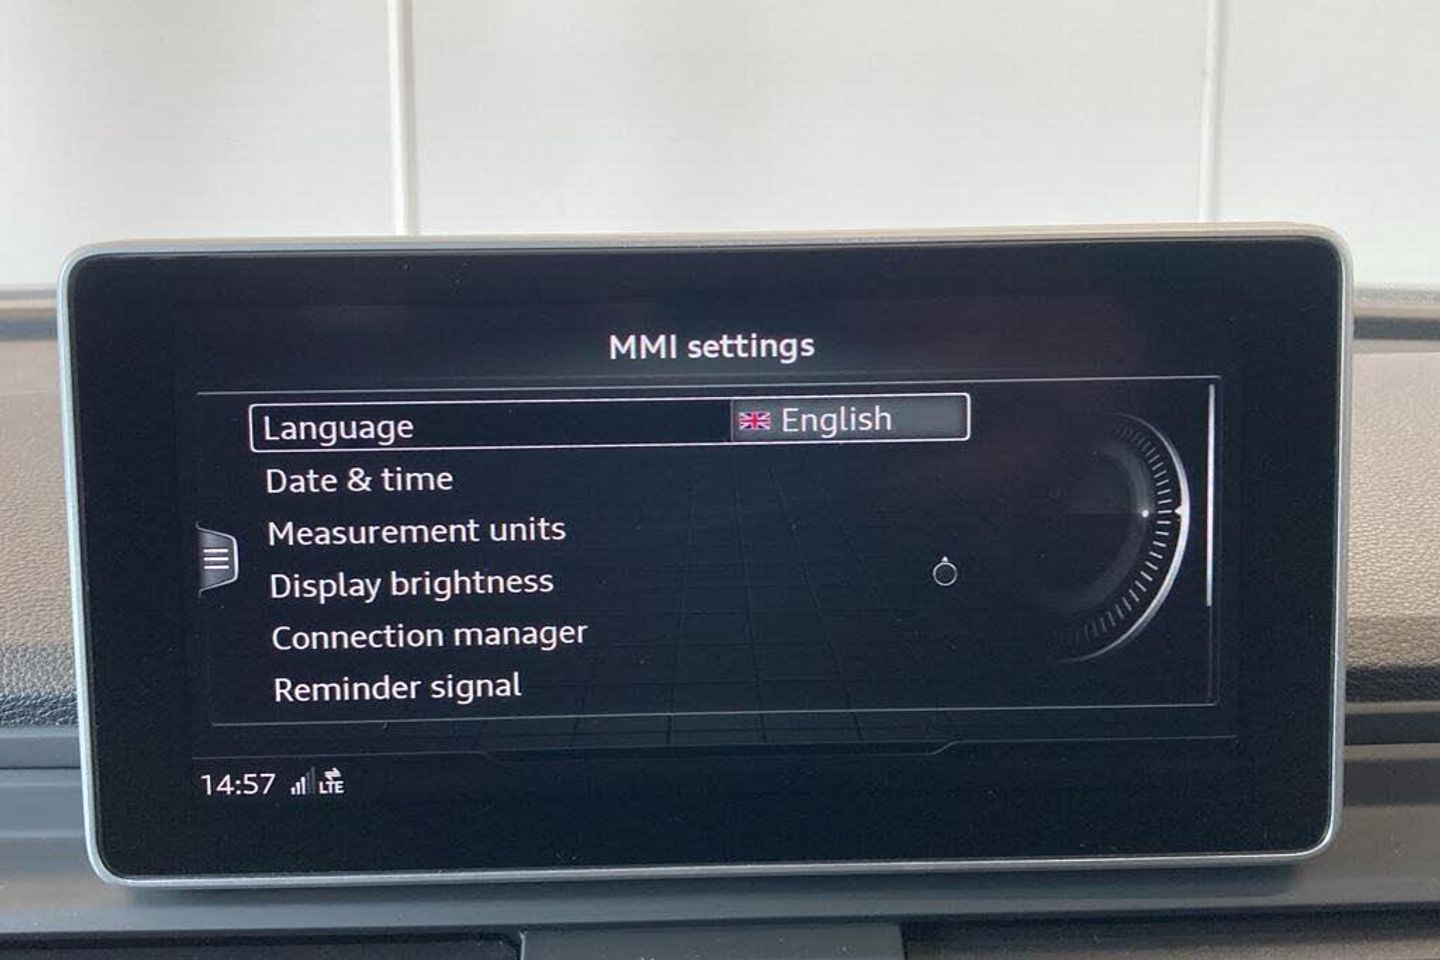 MMI settings
Language English
Date & time
Measurement units
Display brightness
Connection manager
Reminder signal
14:57 LTE